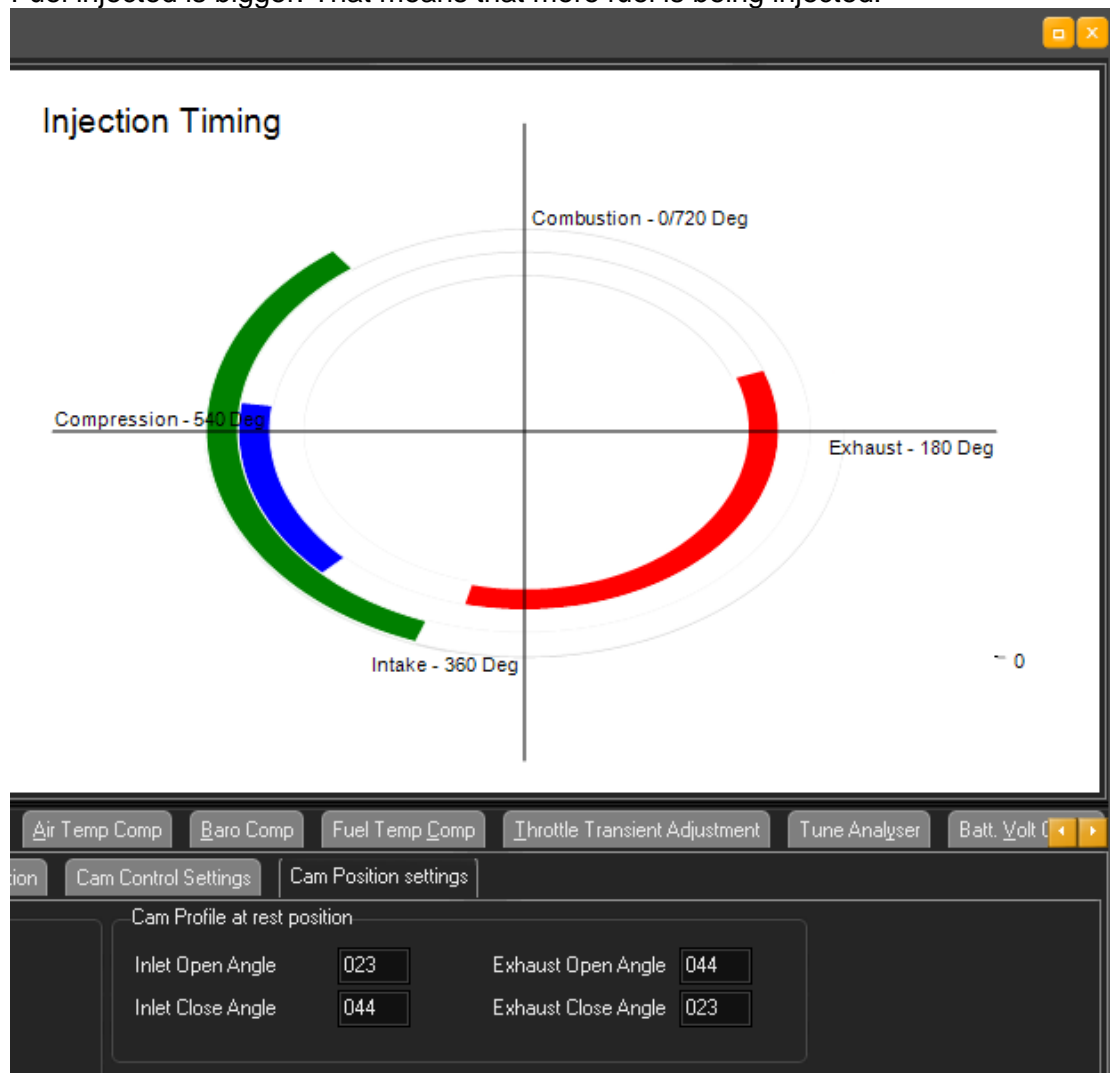 Fuel injected is bigger. That means that more fuel is being injected.
Injection Timing
Combustion - 0/720 Deg
Compression - 540 Deg
Exhaust - 180 Deg
Intake - 360 Deg
0
Air Temp Comp Baro Comp Fuel Temp Comp Throttle Transient Adjustment Tune Analyser Batt. Volt
Cam Control Settings Cam Position settings
Cam Profile at rest position
Inlet Open Angle 023 Exhaust Open Angle 044
Inlet Close Angle 044 Exhaust Close Angle 023